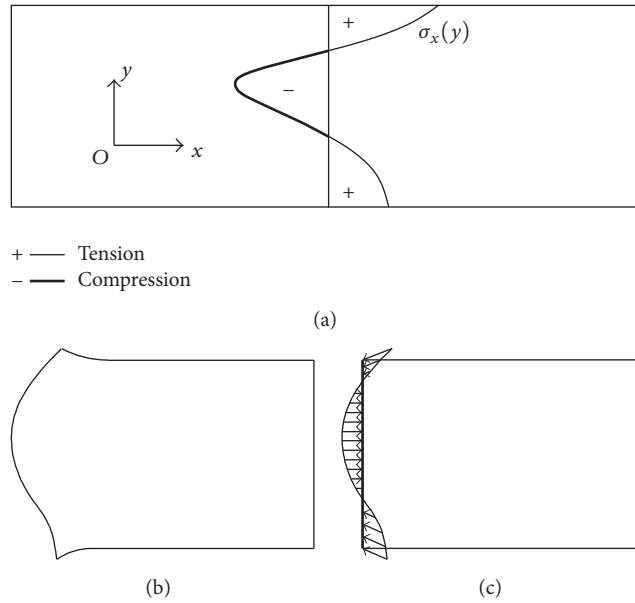 +
σx(y)
y
−
O
x
+
+ Tension
− Compression
(a)
(b)
(c)